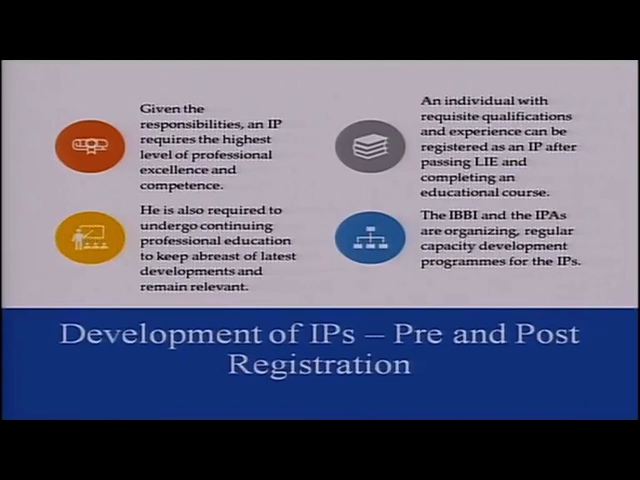 Given the
responsibilities, an IP
requires the highest
level of professional
excellence and
competence.
An individual with
requisite qualifications
and experience can be
registered as an IP after
passing LIE and
completing an
educational course.
He is also required to
undergo continuing
professional education
to keep abreast of latest
developments and
remain relevant.
The IBBI and the IPAs
are organizing, regular
capacity development
programmes for the IPs.
Development of IPs – Pre and Post
Registration